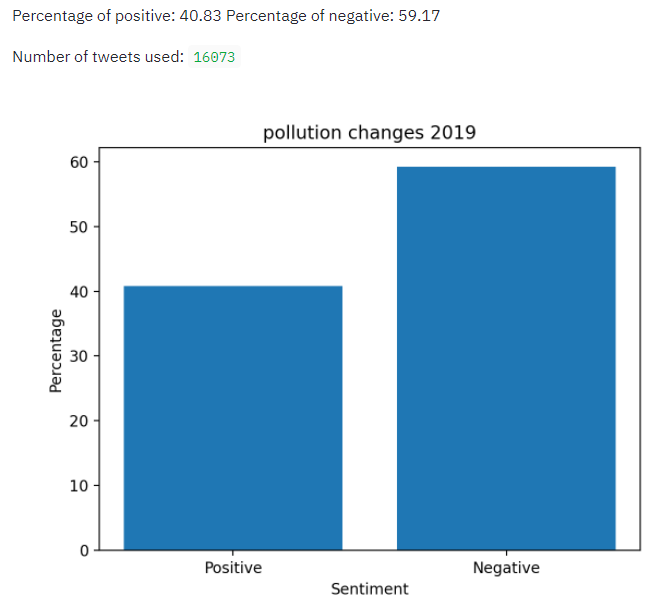 Percentage of positive: 40.83 Percentage of negative: 59.17
Number of tweets used: 16073
pollution changes 2019
60
50
40
30
20
10
0
Percentage
Positive Negative
Sentiment